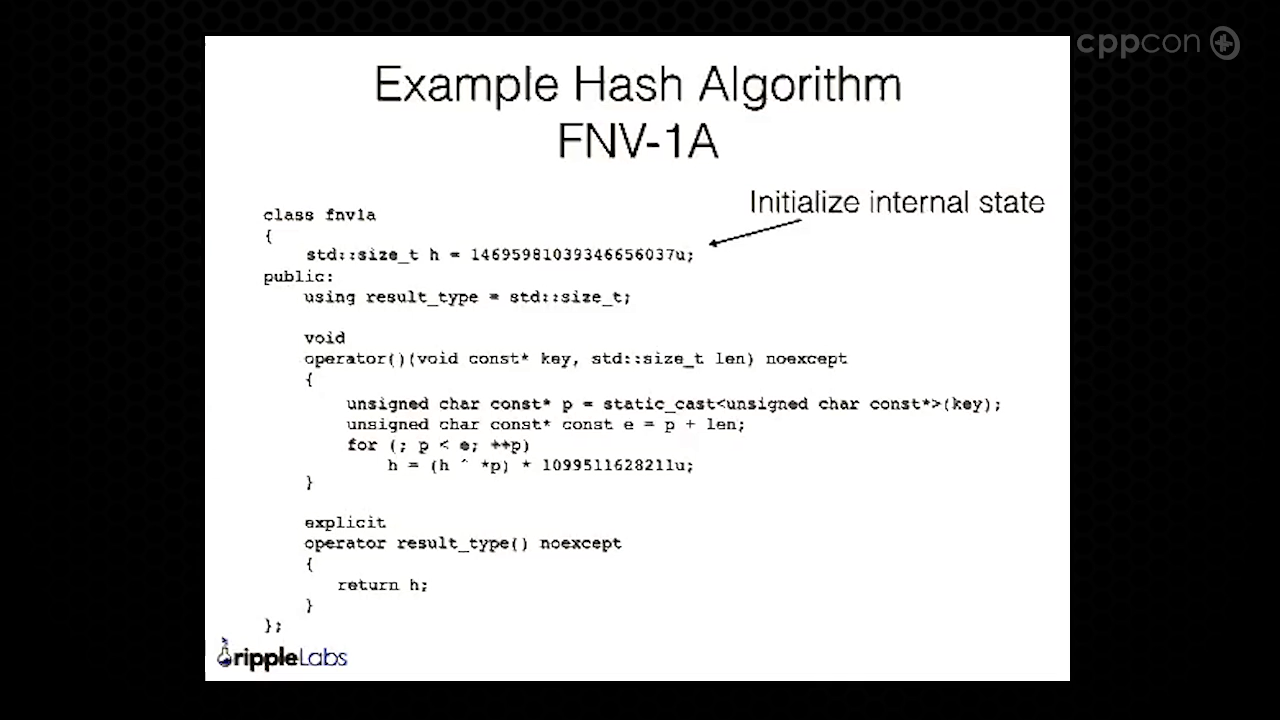 cppcon
Example Hash Algorithm
FNV-1A
Initialize internal state
class fnv1a
{
std::size_t h = 14695981039346656037u;
public:
using result_type = std::size_t;
void
operator()(void const* key, std::size_t len) noexcept
{
unsigned char const* p = static_cast<unsigned char const*>(key);
unsigned char const* const e = p + len;
for (; p < e; ++p)
h = (h ^ *p) * 1099511628211u;
}
explicit
operator result_type() noexcept
{
return h;
}
};
rippleLabs